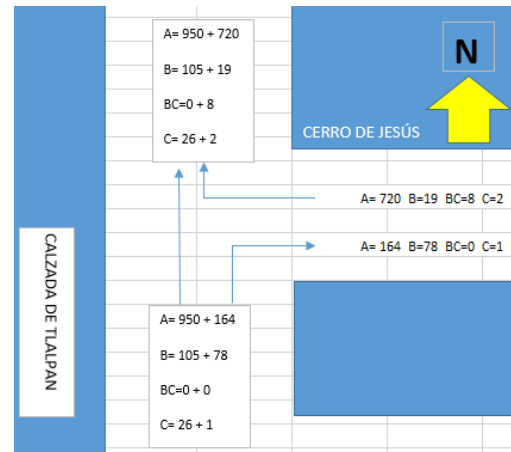 A= 950 + 720
B= 105 + 19
BC=0 + 8
C= 26 + 2
N
CERRO DE JESÚS
A= 720 B=19 BC=8 C=2
A= 164 B=78 BC=0 C=1
CALZADA DE TLALPAN
A= 950 + 164
B= 105 + 78
BC=0 + 0
C= 26 + 1